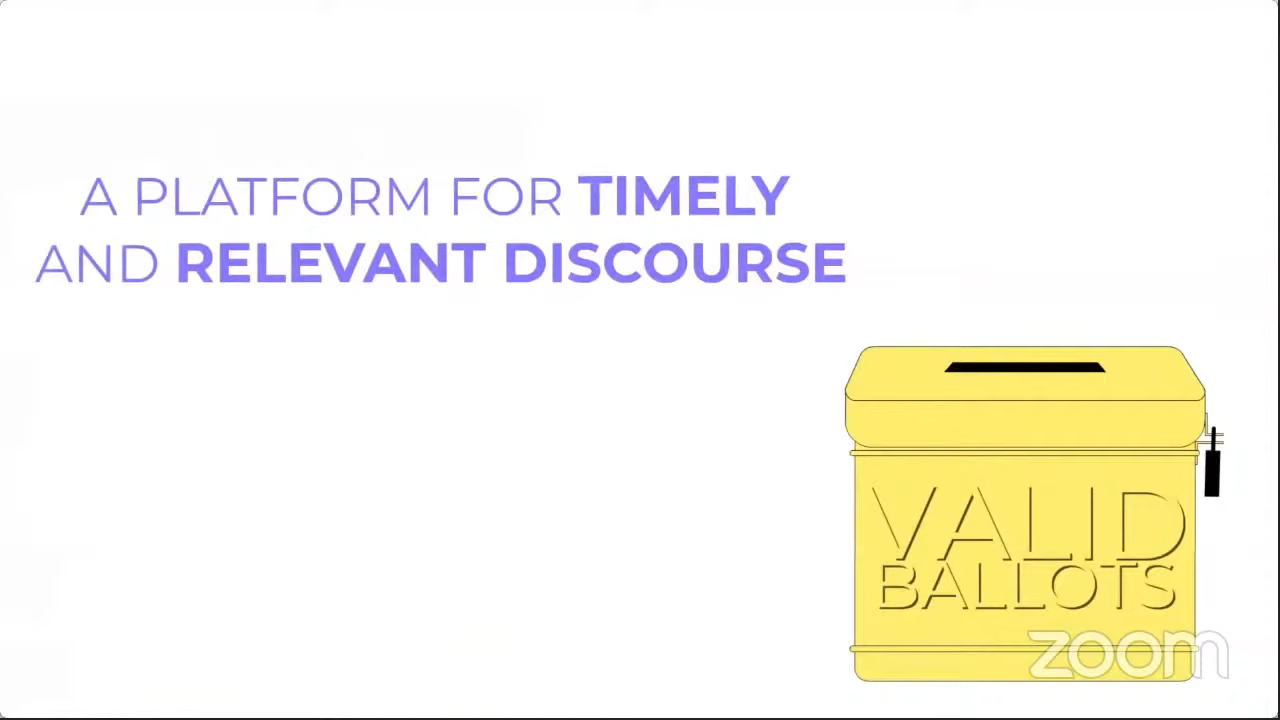 A PLATFORM FOR TIMELY
AND RELEVANT DISCOURSE
VALID
BALLOTS
zoom